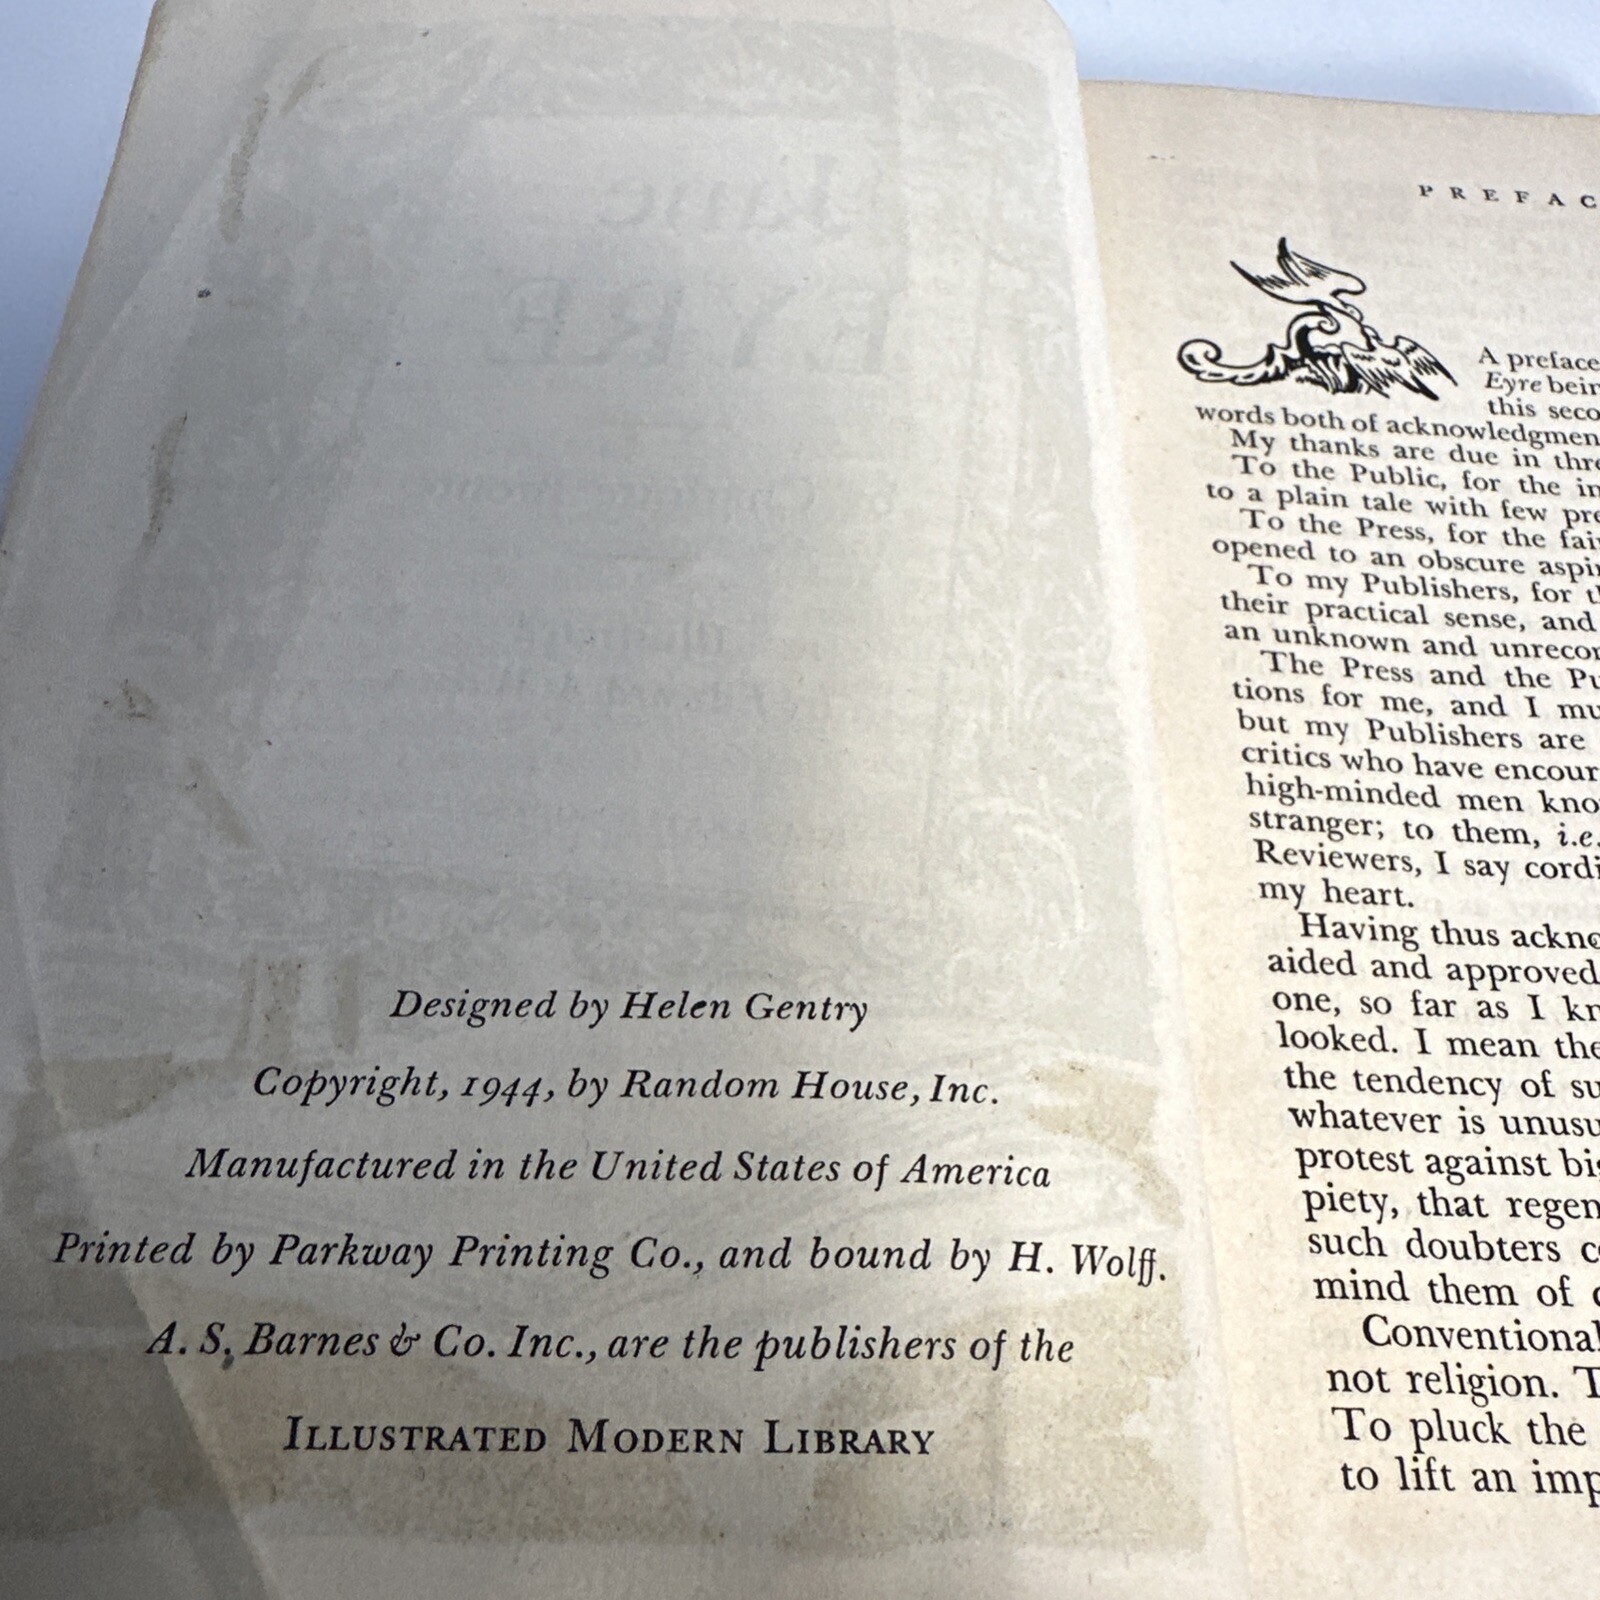 Designed by Helen Gentry
Copyright, 1944, by Random House, Inc.
Manufactured in the United States of America
Printed by Parkway Printing Co., and bound by H. Wolff.
A. S. Barnes & Co. Inc., are the publishers of the
ILLUSTRATED MODERN LIBRARY
PREFAC
A preface
Eyre bein
this seco
words both of acknowledgmen
My thanks are due in thre
To the Public, for the in
to a plain tale with few pre
To the Press, for the fair
opened to an obscure aspir
To my Publishers, for th
their practical sense, and
an unknown and unrecom
The Press and the Pu
tions for me, and I mu
but my Publishers are
critics who have encour
high-minded men kno
stranger; to them, i.e.
Reviewers, I say cordi
my heart.
Having thus ackno
aided and approved
one, so far as I kn
looked. I mean the
the tendency of su
whatever is unusu
protest against big
piety, that regen
such doubters c
mind them of c
Conventional
not religion. T
To pluck the
to lift an imp